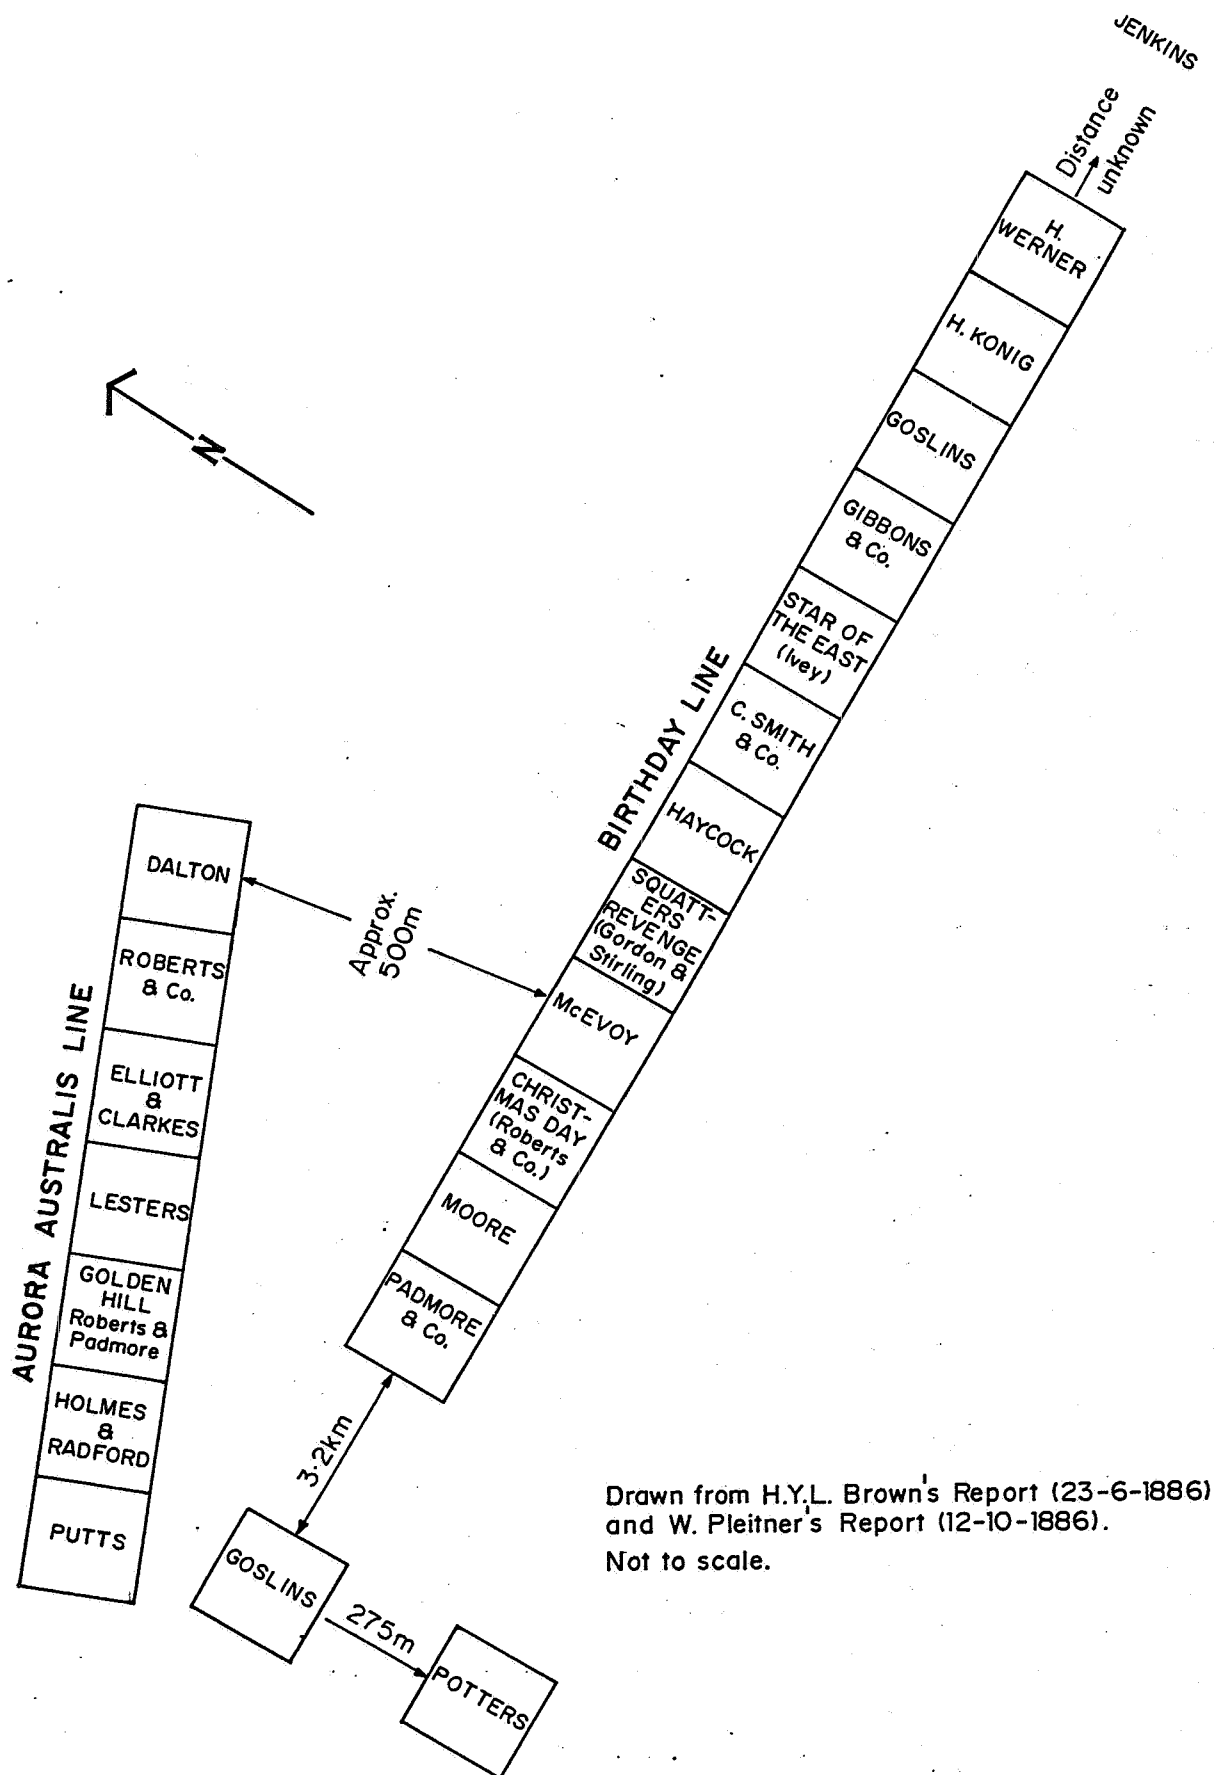 JENKINS
Distance
unknown
H.
WERNER
H. KONIG
GOSLINS
GIBBONS
& Co.
STAR OF
THE EAST
(Ivey)
C. SMITH
& Co.
HAYCOCK
SQUATT-
ERS
REVENGE
(Gordon &
Stirling)
McEVOY
CHRIST-
MAS DAY
(Roberts
& Co.)
MOORE
PADMORE
& Co.
BIRTHDAY LINE
N
Approx.
500m
DALTON
ROBERTS
& Co.
ELLIOTT
&
CLARKES
LESTERS
GOLDEN
HILL
Roberts &
Padmore
HOLMES
&
RADFORD
PUTTS
AURORA AUSTRALIS LINE
3·2km
GOSLINS
275m
POTTERS
Drawn from H.Y.L. Brown's Report (23-6-1886)
and W. Pleitner's Report (12-10-1886).
Not to scale.